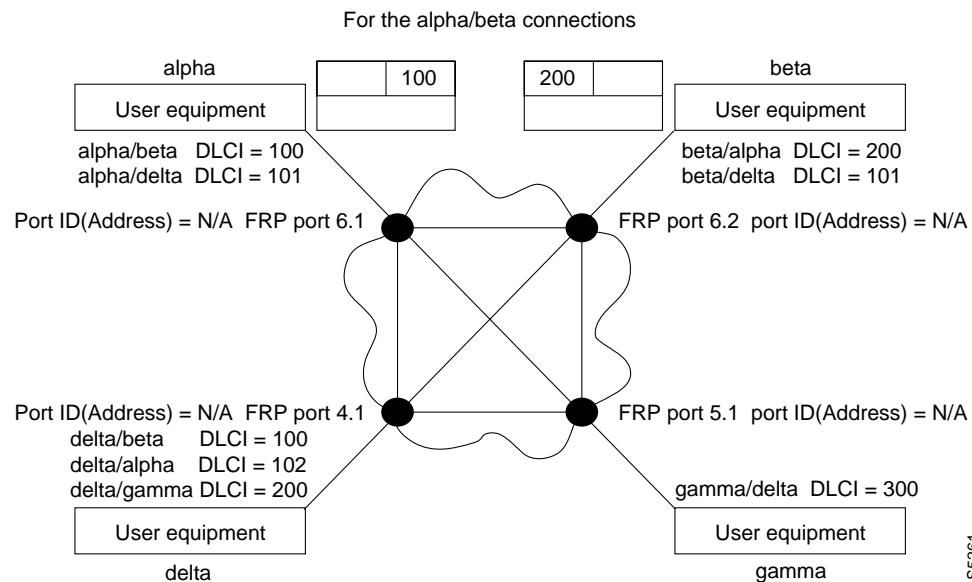 For the alpha/beta connections
alpha
100
200
beta
User equipment
User equipment
alpha/beta DLCI = 100
alpha/delta DLCI = 101
beta/alpha DLCI = 200
beta/delta DLCI = 101
Port ID(Address) = N/A FRP port 6.1
FRP port 6.2 port ID(Address) = N/A
Port ID(Address) = N/A FRP port 4.1
FRP port 5.1 port ID(Address) = N/A
delta/beta DLCI = 100
delta/alpha DLCI = 102
delta/gamma DLCI = 200
gamma/delta DLCI = 300
User equipment
User equipment
delta
gamma